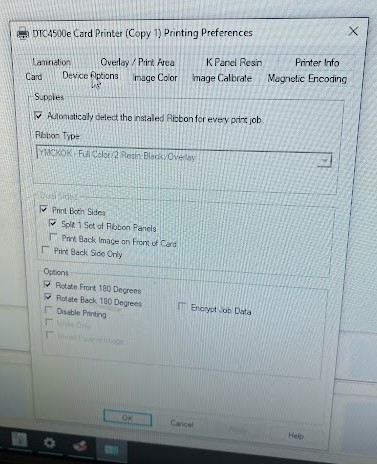 DTC4500e Card Printer (Copy 1) Printing Preferences
Lamination Overlay / Print Area K Panel Resin Printer Info
Card Device Options Image Color Image Calibrate Magnetic Encoding
Supplies
Automatically detect the installed Ribbon for every print job.
Ribbon Type:
YMCKOK - Full Color/2 Resin Black/Overlay
Dual Sided
Print Both Sides
Split 1 Set of Ribbon Panels
Print Back Image on Front of Card
Print Back Side Only
Options
Rotate Front 180 Degrees
Rotate Back 180 Degrees
Encrypt Job Data
Disable Printing
OK Cancel Apply Help